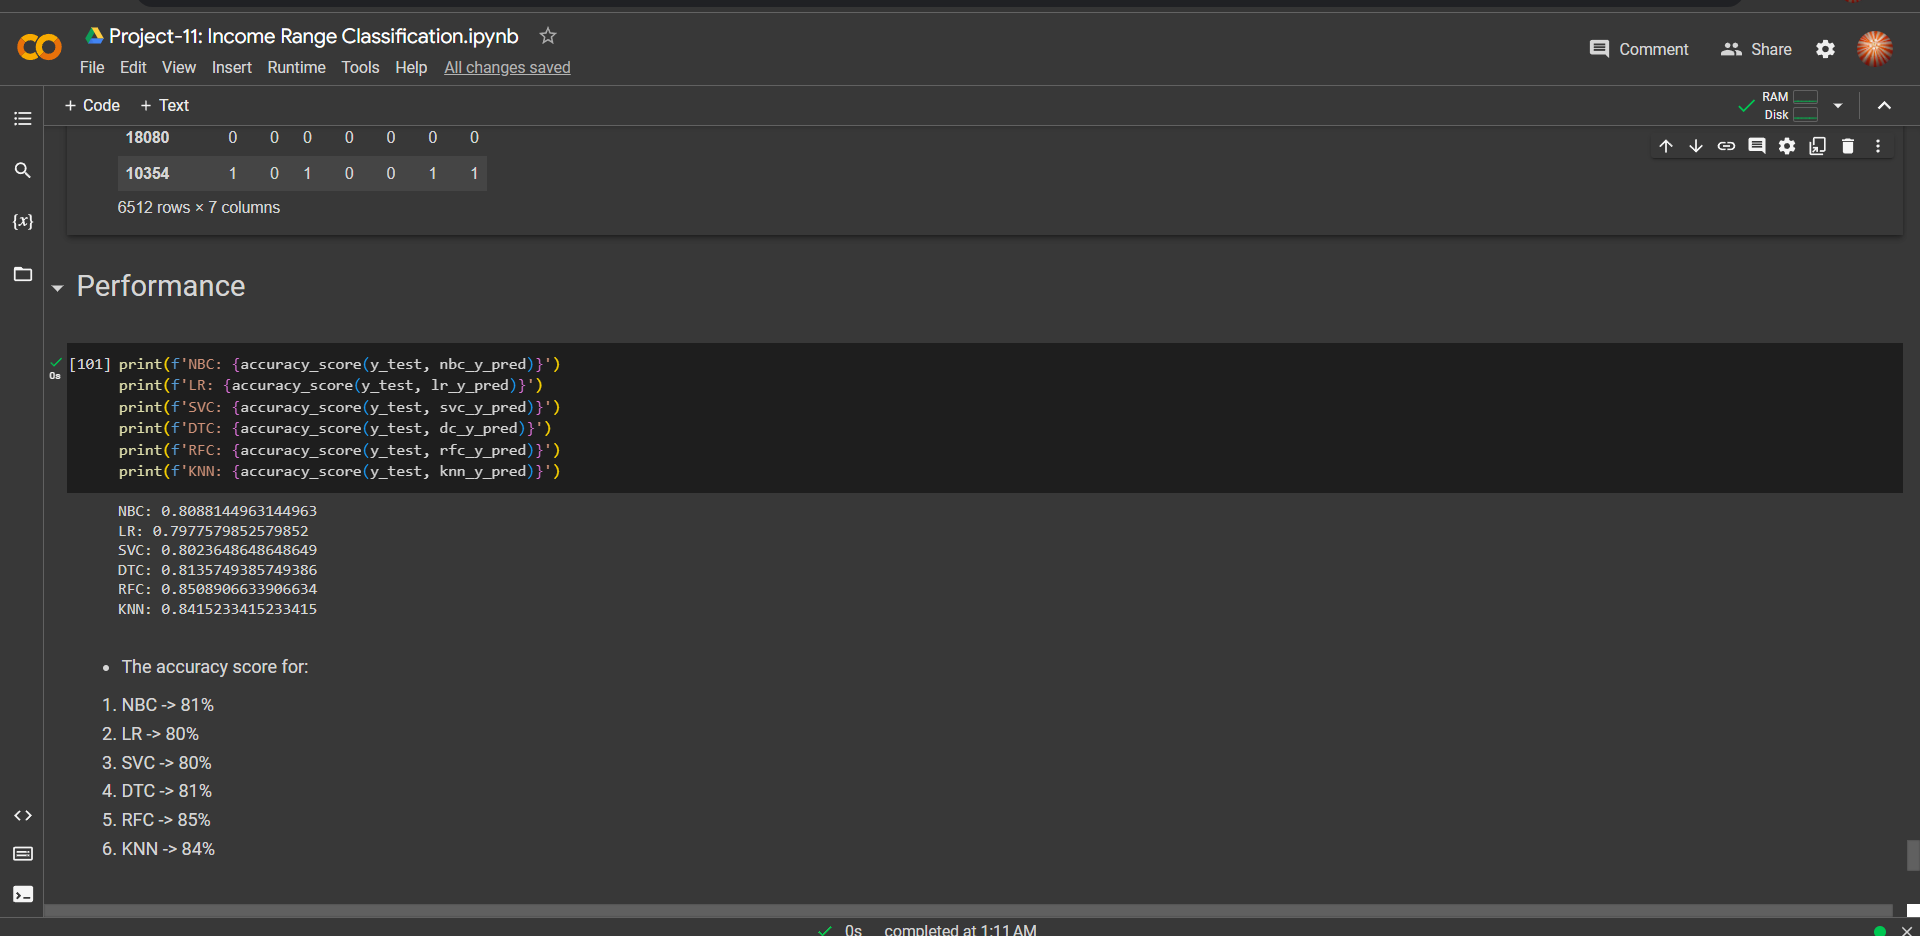 Project-11: Income Range Classification.ipynb
Comment Share
File Edit View Insert Runtime Tools Help All changes saved
+ Code + Text
RAM
Disk
18080 0 0 0 0 0 0 0
10354 1 0 1 0 0 1 1
6512 rows × 7 columns
{x}
Performance
0s
[101] print(f'NBC: {accuracy_score(y_test, nbc_y_pred)}')
print(f'LR: {accuracy_score(y_test, lr_y_pred)}')
print(f'SVC: {accuracy_score(y_test, svc_y_pred)}')
print(f'DTC: {accuracy_score(y_test, dc_y_pred)}')
print(f'RFC: {accuracy_score(y_test, rfc_y_pred)}')
print(f'KNN: {accuracy_score(y_test, knn_y_pred)}')
NBC: 0.8088144963144963
LR: 0.7977579852579852
SVC: 0.8023648648648649
DTC: 0.8135749385749386
RFC: 0.8508906633906634
KNN: 0.8415233415233415
• The accuracy score for:
1. NBC -> 81%
2. LR -> 80%
3. SVC -> 80%
4. DTC -> 81%
5. RFC -> 85%
6. KNN -> 84%
0s completed at 1:11 AM